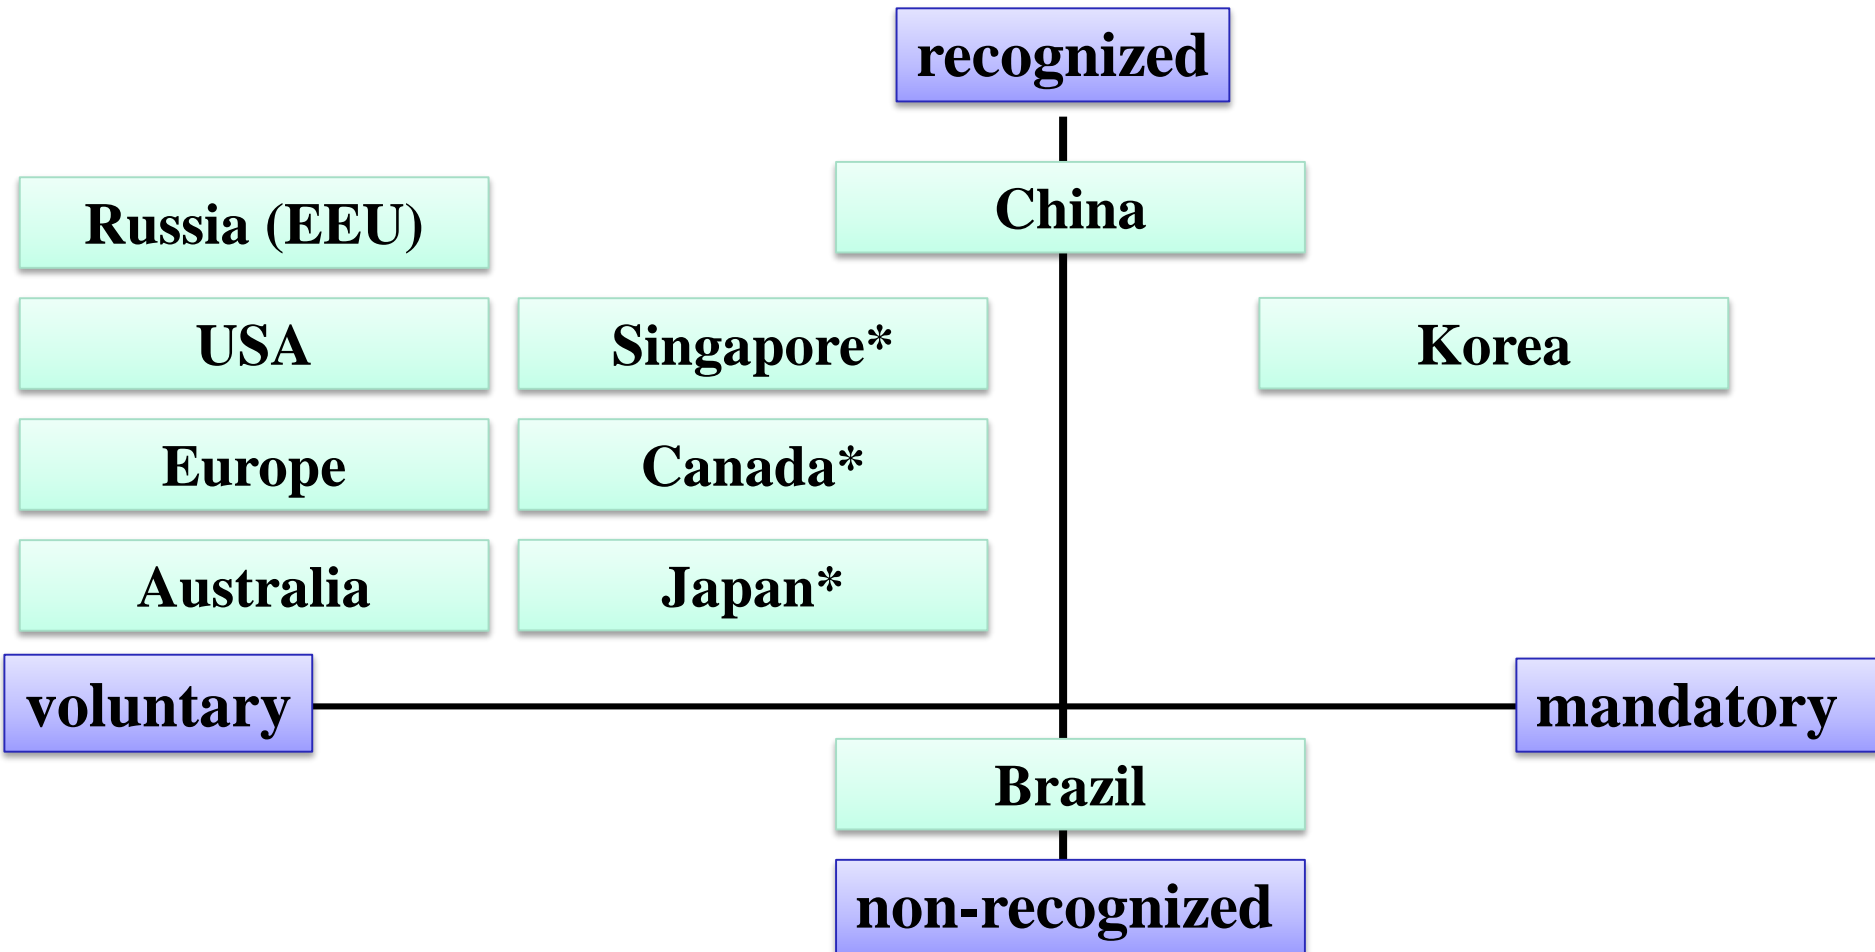 recognized
China
Russia (EEU)
USA
Singapore*
Korea
Europe
Canada*
Australia
Japan*
voluntary
mandatory
Brazil
non-recognized